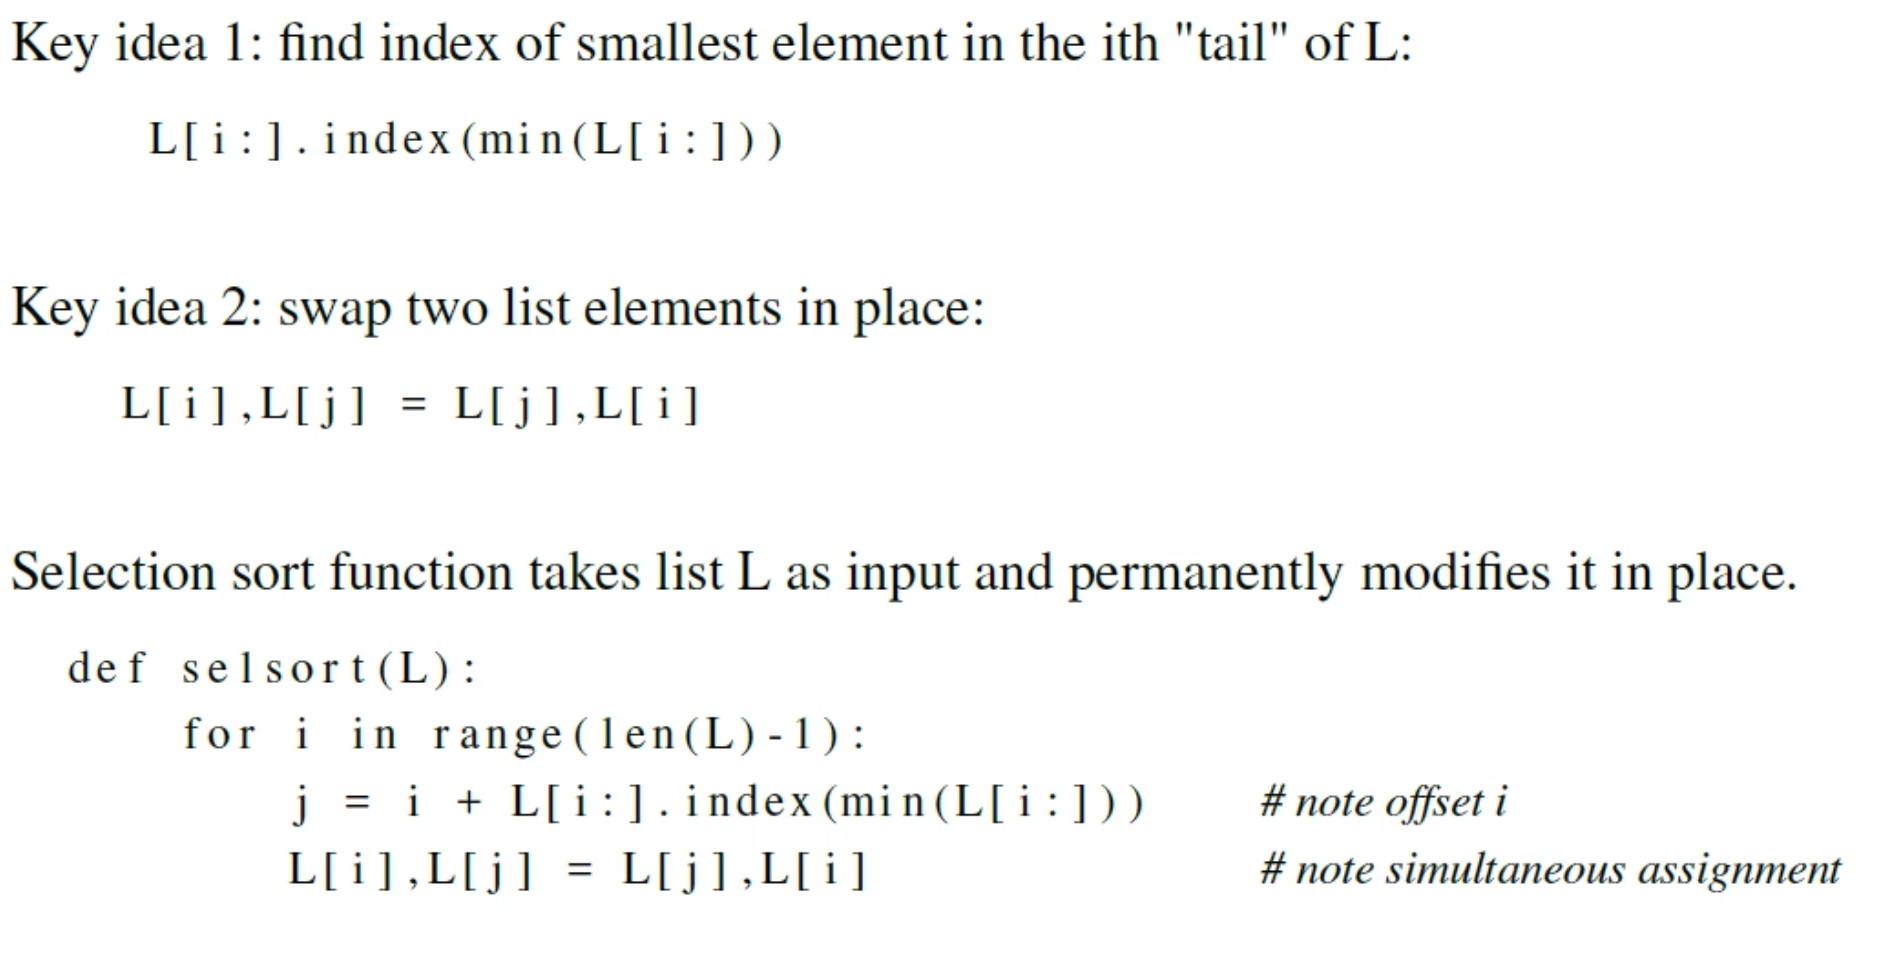 Key idea 1: find index of smallest element in the ith "tail" of L:
L[i:].index(min(L[i:]))
Key idea 2: swap two list elements in place:
L[i],L[j] = L[j],L[i]
Selection sort function takes list L as input and permanently modifies it in place.
def selsort(L):
for i in range(len(L)-1):
j = i + L[i:].index(min(L[i:])) # note offset i
L[i],L[j] = L[j],L[i] # note simultaneous assignment